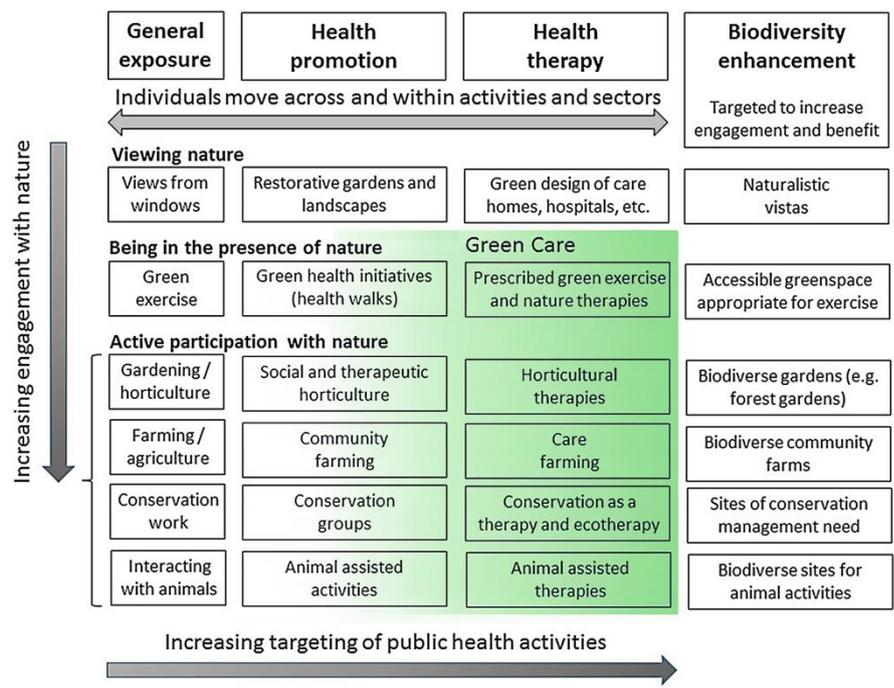 General
exposure
Health
promotion
Health
therapy
Biodiversity
enhancement
Targeted to increase
engagement and benefit
Individuals move across and within activities and sectors
Increasing engagement with nature
Viewing nature
Views from
windows
Restorative gardens and
landscapes
Green design of care
homes, hospitals, etc.
Naturalistic
vistas
Being in the presence of nature
Green Care
Green
exercise
Green health initiatives
(health walks)
Prescribed green exercise
and nature therapies
Accessible greenspace
appropriate for exercise
Active participation with nature
Gardening /
horticulture
Social and therapeutic
horticulture
Horticultural
therapies
Biodiverse gardens (e.g.
forest gardens)
Farming /
agriculture
Community
farming
Care
farming
Biodiverse community
farms
Conservation
work
Conservation
groups
Conservation as a
therapy and ecotherapy
Sites of conservation
management need
Interacting
with animals
Animal assisted
activities
Animal assisted
therapies
Biodiverse sites for
animal activities
Increasing targeting of public health activities